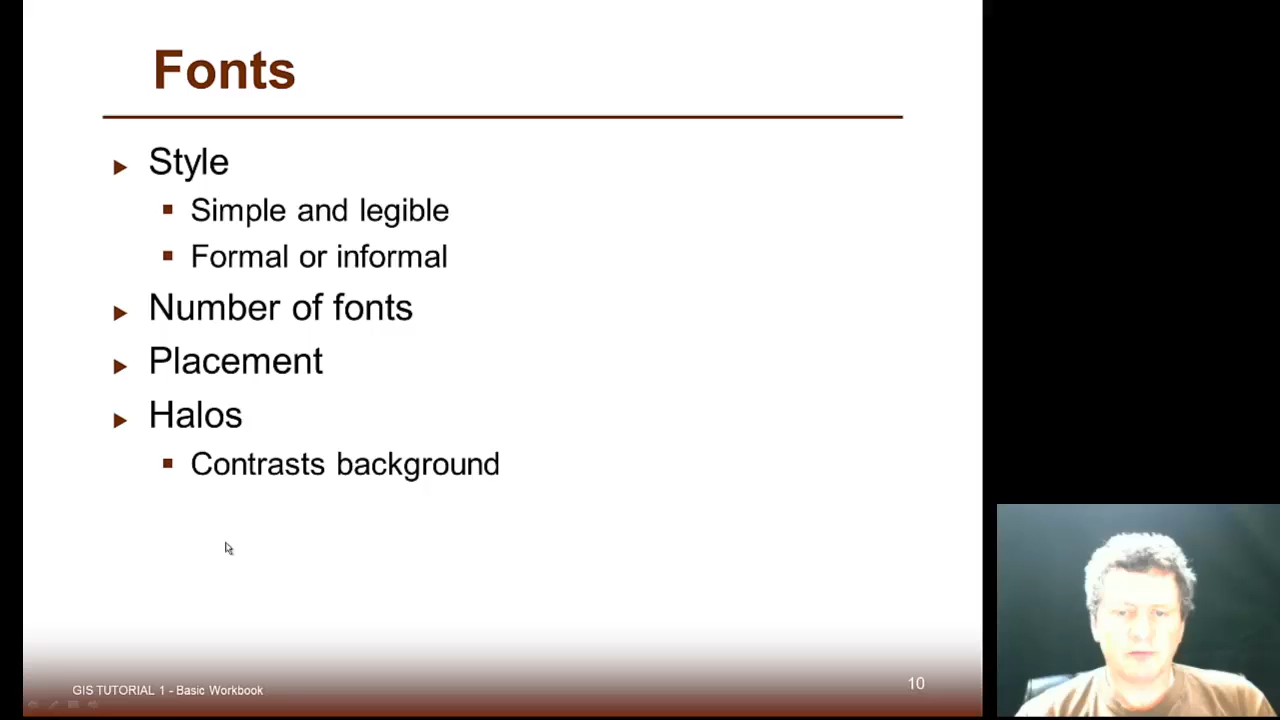 Fonts
Style
Simple and legible
Formal or informal
Number of fonts
Placement
Halos
Contrasts background
GIS TUTORIAL 1 - Basic Workbook
10